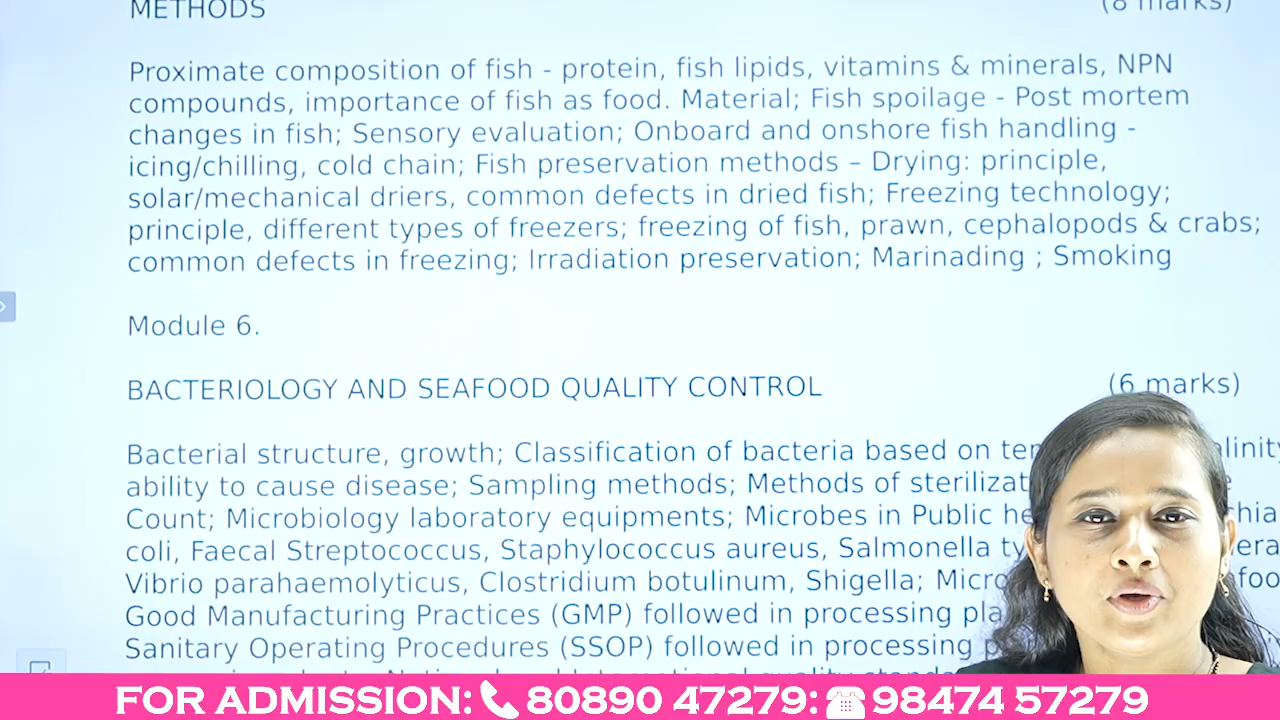 METHODS (8 marks)
Proximate composition of fish - protein, fish lipids, vitamins & minerals, NPN
compounds, importance of fish as food. Material; Fish spoilage - Post mortem
changes in fish; Sensory evaluation; Onboard and onshore fish handling -
icing/chilling, cold chain; Fish preservation methods – Drying: principle,
solar/mechanical driers, common defects in dried fish; Freezing technology;
principle, different types of freezers; freezing of fish, prawn, cephalopods & crabs;
common defects in freezing; Irradiation preservation; Marinading ; Smoking
Module 6.
BACTERIOLOGY AND SEAFOOD QUALITY CONTROL (6 marks)
Bacterial structure, growth; Classification of bacteria based on
ability to cause disease; Sampling methods; Methods of
Count; Microbiology laboratory equipments; Microbes in Public
coli, Faecal Streptococcus, Staphylococcus aureus, Salmonella
Vibrio parahaemolyticus, Clostridium botulinum, Shigella;
Good Manufacturing Practices (GMP) followed in processing
Sanitary Operating Procedures (SSOP) followed in processing
FOR ADMISSION: 80890 47279: 98474 57279